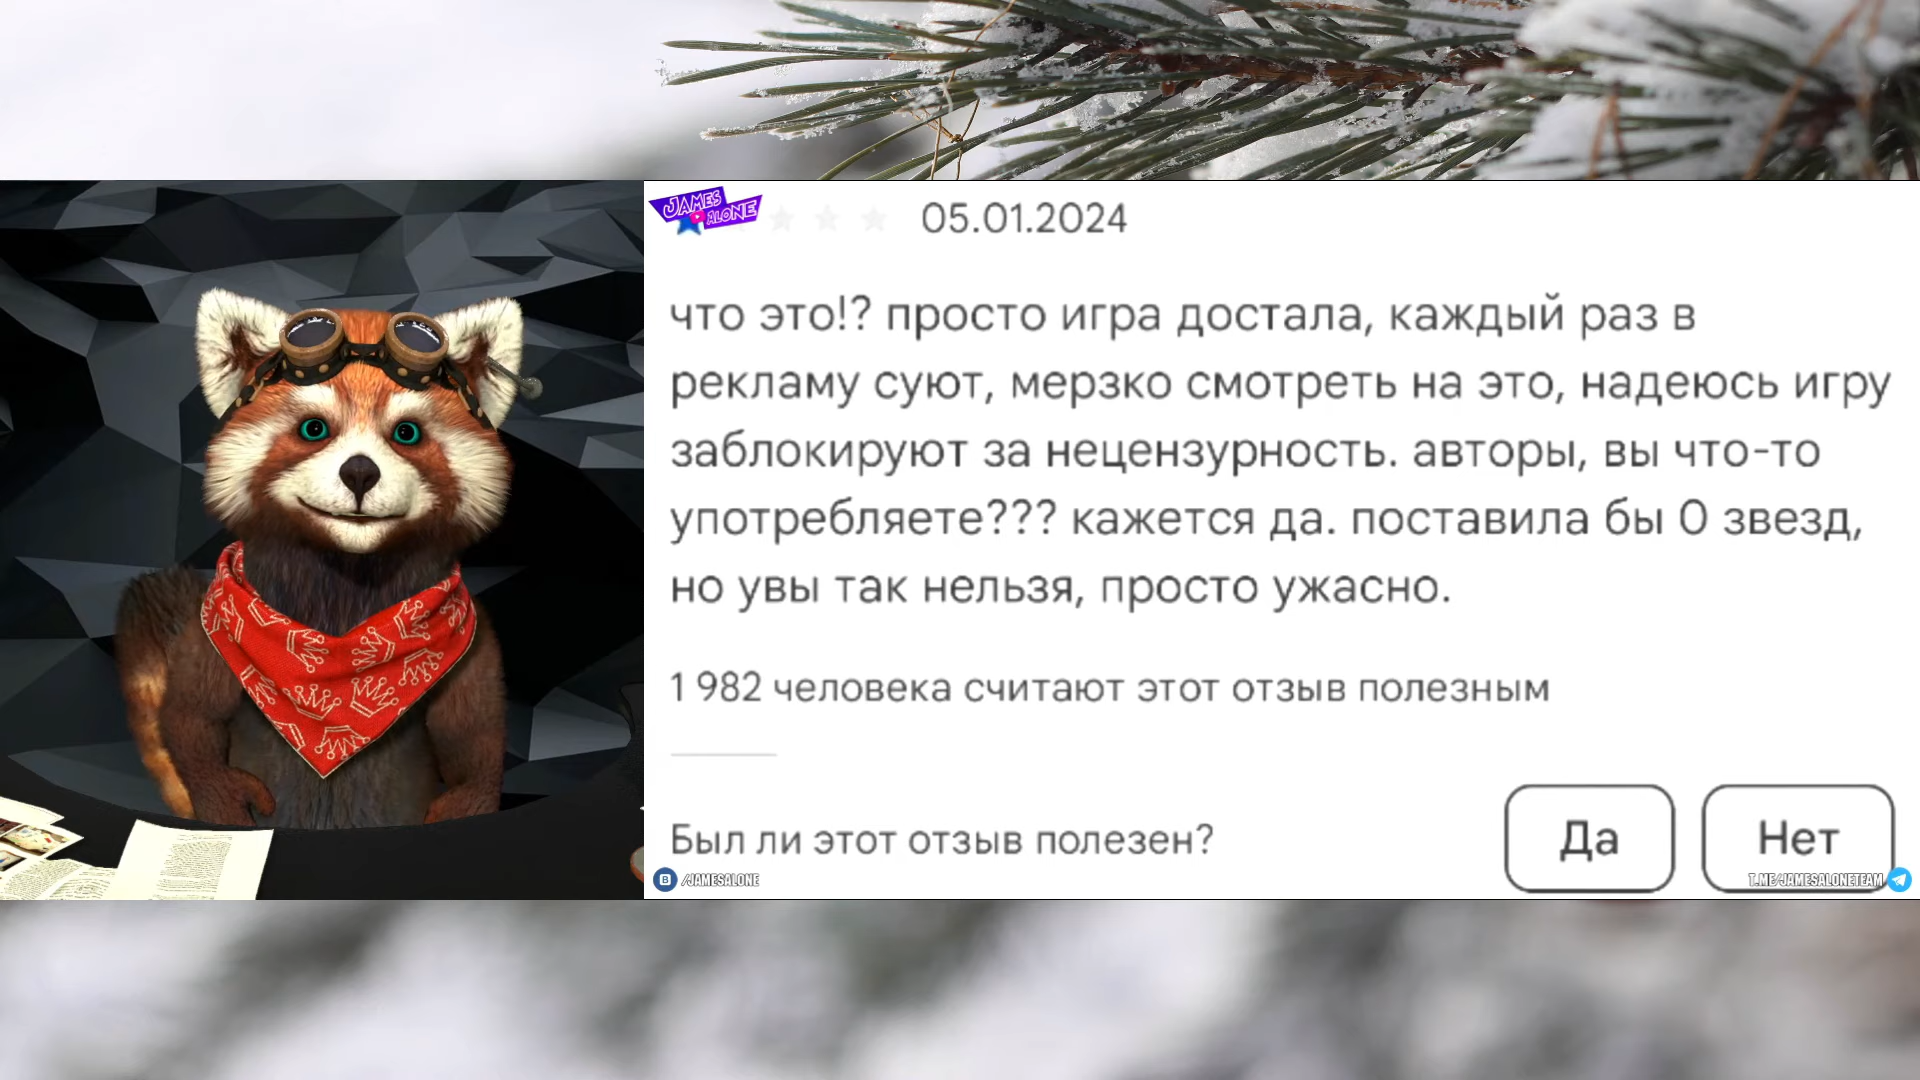 JAMES
ALONE
05.01.2024
что это!? просто игра достала, каждый раз в
рекламу суют, мерзко смотреть на это, надеюсь игру
заблокируют за нецензурность. авторы, вы что-то
употребляете??? кажется да. поставила бы 0 звезд,
но увы так нельзя, просто ужасно.
1 982 человека считают этот отзыв полезным
Был ли этот отзыв полезен?
Да
Нет
B /JAMESALONE
T.ME/JAMESALONETEAM